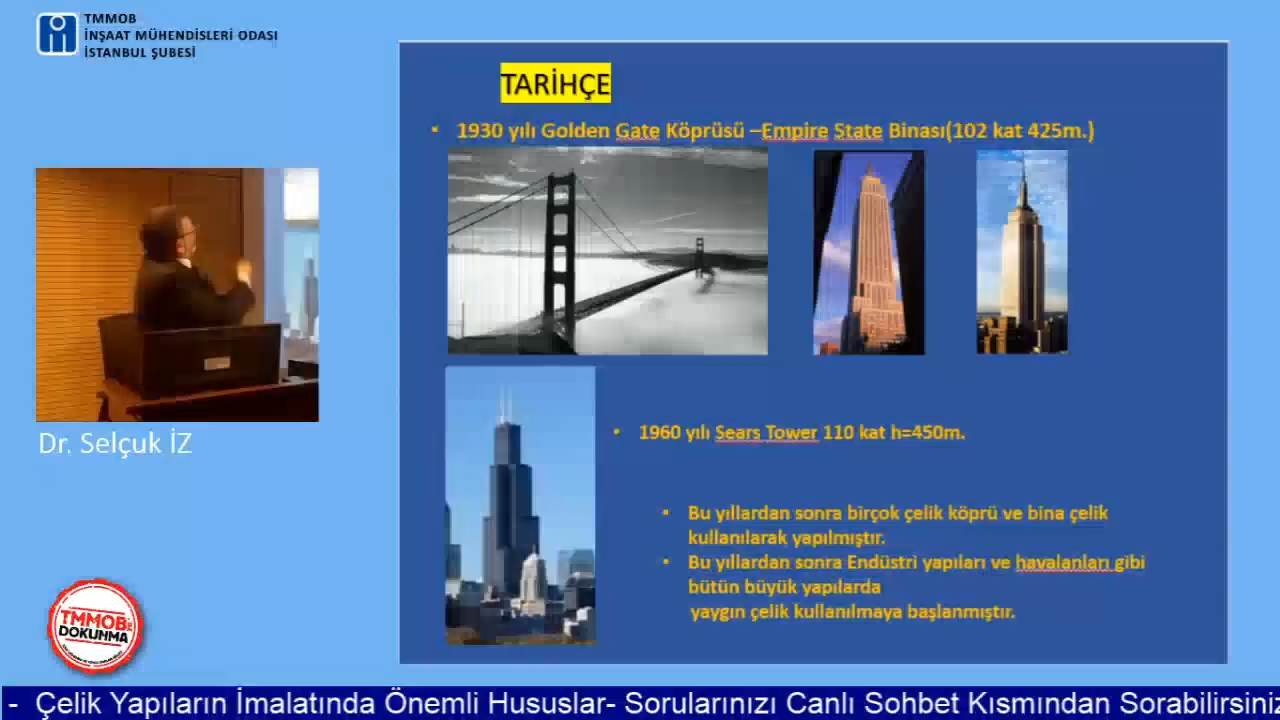 TMMOB
İNŞAAT MÜHENDİSLERİ ODASI
İSTANBUL ŞUBESİ
TARİHÇE
▪ 1930 yılı Golden Gate Köprüsü –Empire State Binası(102 kat 425m.)
Dr. Selçuk İZ
• 1960 yılı Sears Tower 110 kat h=450m.
▪ Bu yıllardan sonra birçok çelik köprü ve bina çelik
kullanılarak yapılmıştır.
▪ Bu yıllardan sonra Endüstri yapıları ve havalanları gibi
bütün büyük yapılarda
yaygın çelik kullanılmaya başlanmıştır.
TMMOB
DOKUNMA
- Çelik Yapıların İmalatında Önemli Hususlar- Sorularınızı Canlı Sohbet Kısmından Sorabilirsiniz